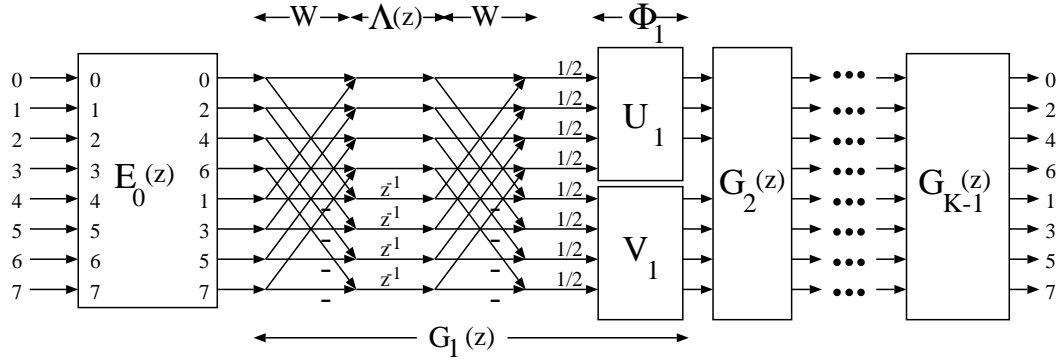 W Λ(z) W Φ1
0 0 0 1/2 ••• 0
1 1 2 1/2 ••• 2
2 2 4 1/2 U1 ••• 4
3 3 6 1/2 ••• 6
E0(z) G2(z) GK-1(z)
4 4 1 z-1 1/2 ••• 1
5 5 3 - z-1 1/2 ••• - 3
6 6 5 - z-1 1/2 V1 ••• - 5
7 7 7 - z-1 1/2 ••• - 7
- -
G1(z)